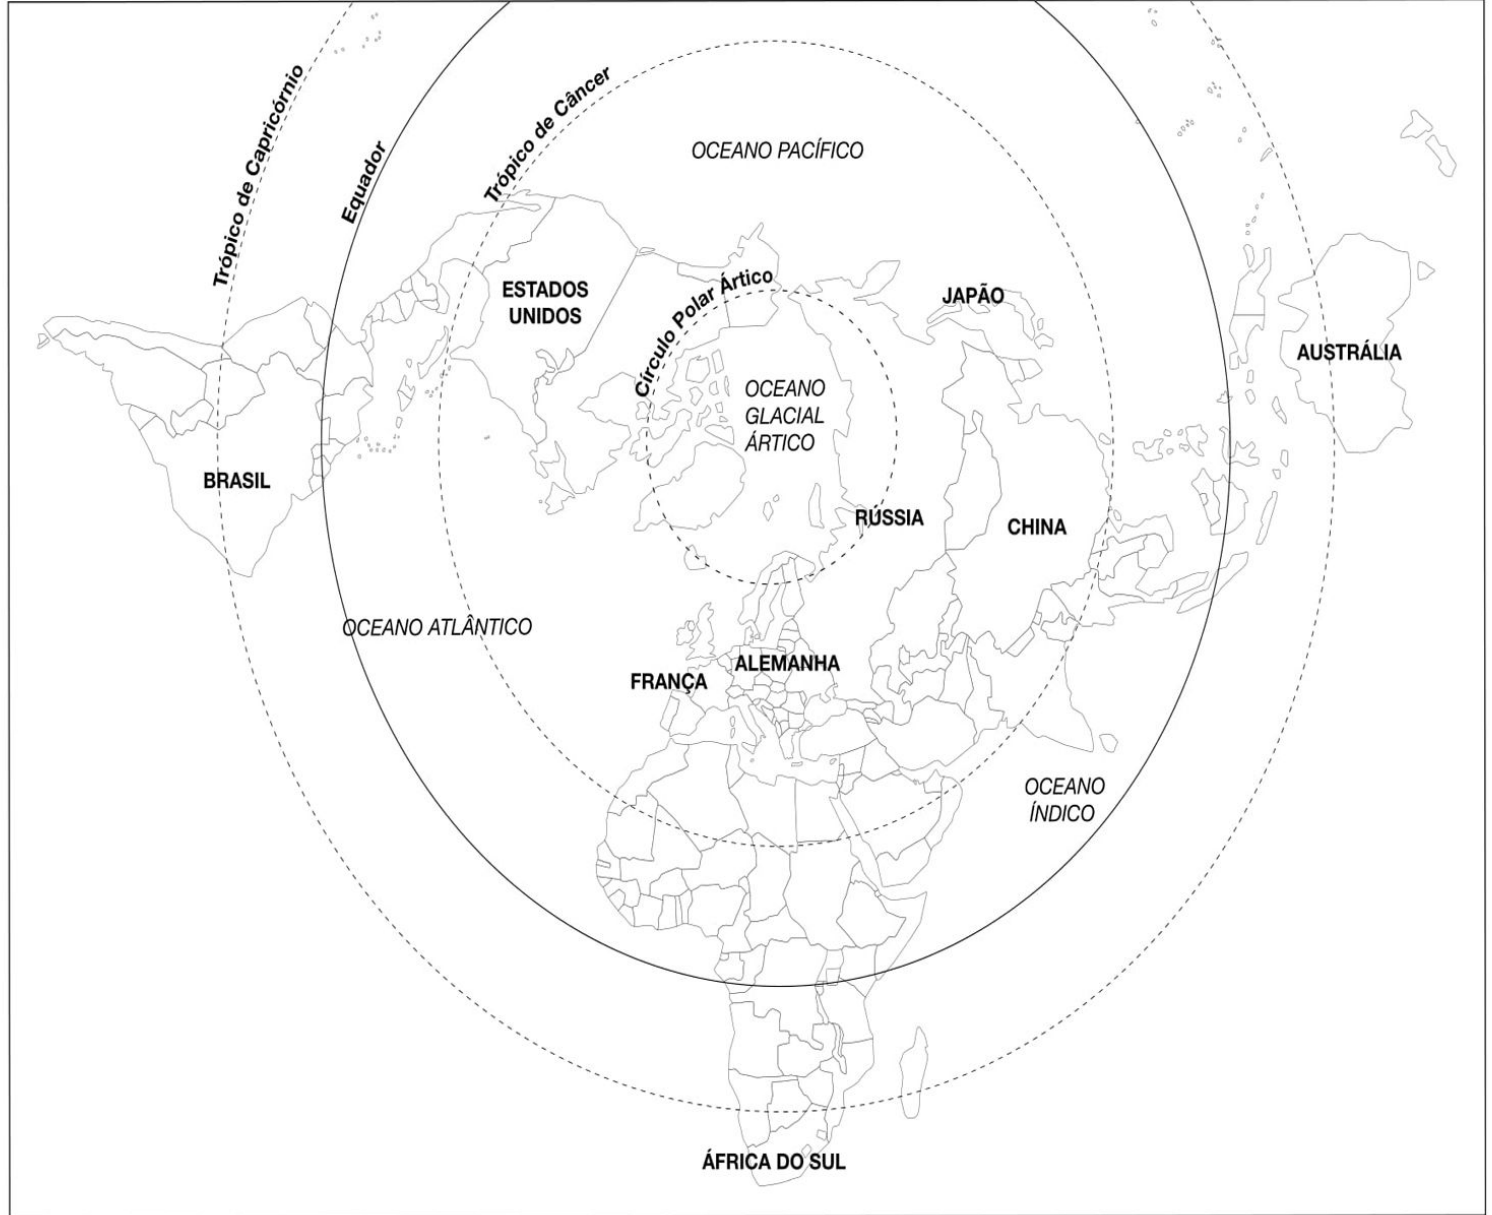 Trópico de Capricórnio
Equador
Trópico de Câncer
OCEANO PACÍFICO
ESTADOS
UNIDOS
Círculo Polar Ártico
JAPÃO
AUSTRÁLIA
OCEANO
GLACIAL
ÁRTICO
BRASIL
RÚSSIA
CHINA
OCEANO ATLÂNTICO
FRANÇA
ALEMANHA
OCEANO
ÍNDICO
ÁFRICA DO SUL